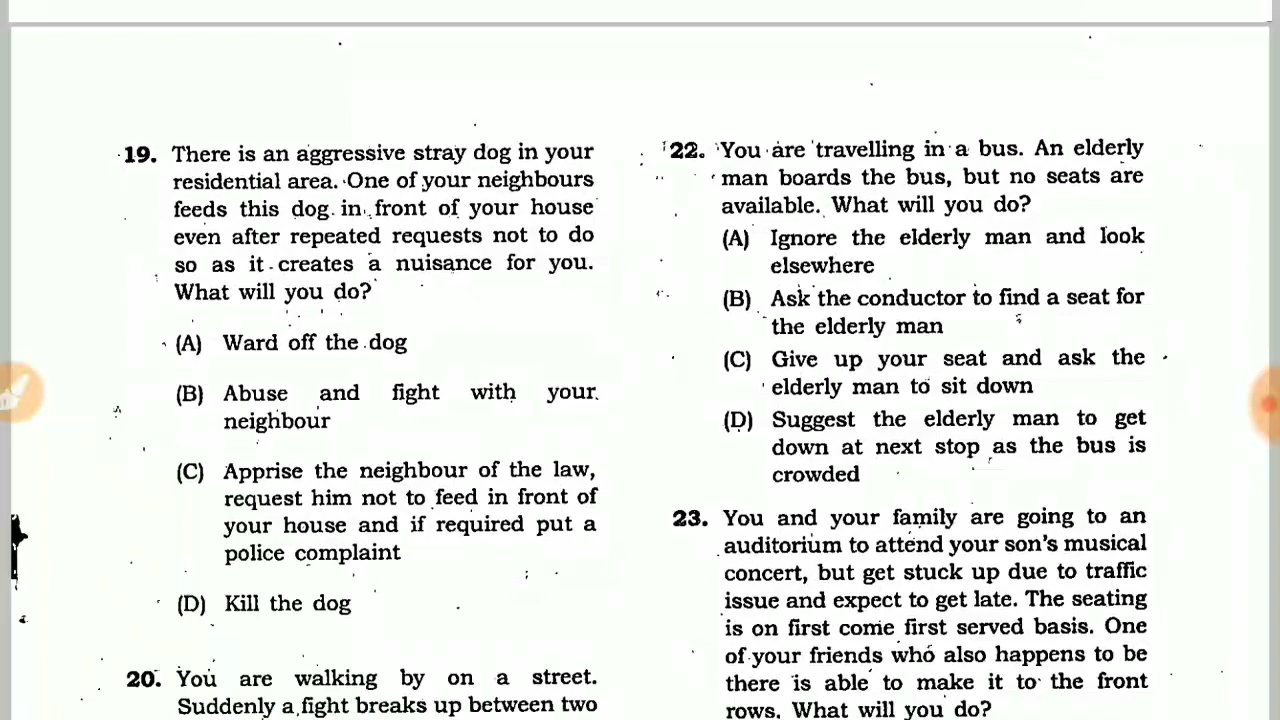 19. There is an aggressive stray dog in your
residential area. One of your neighbours
feeds this dog in front of your house
even after repeated requests not to do
so as it creates a nuisance for you.
What will you do?
(A) Ward off the dog
(B) Abuse and fight with your
neighbour
(C) Apprise the neighbour of the law,
request him not to feed in front of
your house and if required put a
police complaint
(D) Kill the dog
20. You are walking by on a street.
Suddenly a fight breaks up between two
22. You are travelling in a bus. An elderly
man boards the bus, but no seats are
available. What will you do?
(A) Ignore the elderly man and look
elsewhere
(B) Ask the conductor to find a seat for
the elderly man
(C) Give up your seat and ask the
elderly man to sit down
(D) Suggest the elderly man to get
down at next stop as the bus is
crowded
23. You and your family are going to an
auditorium to attend your son's musical
concert, but get stuck up due to traffic
issue and expect to get late. The seating
is on first come first served basis. One
of your friends who also happens to be
there is able to make it to the front
rows. What will you do?